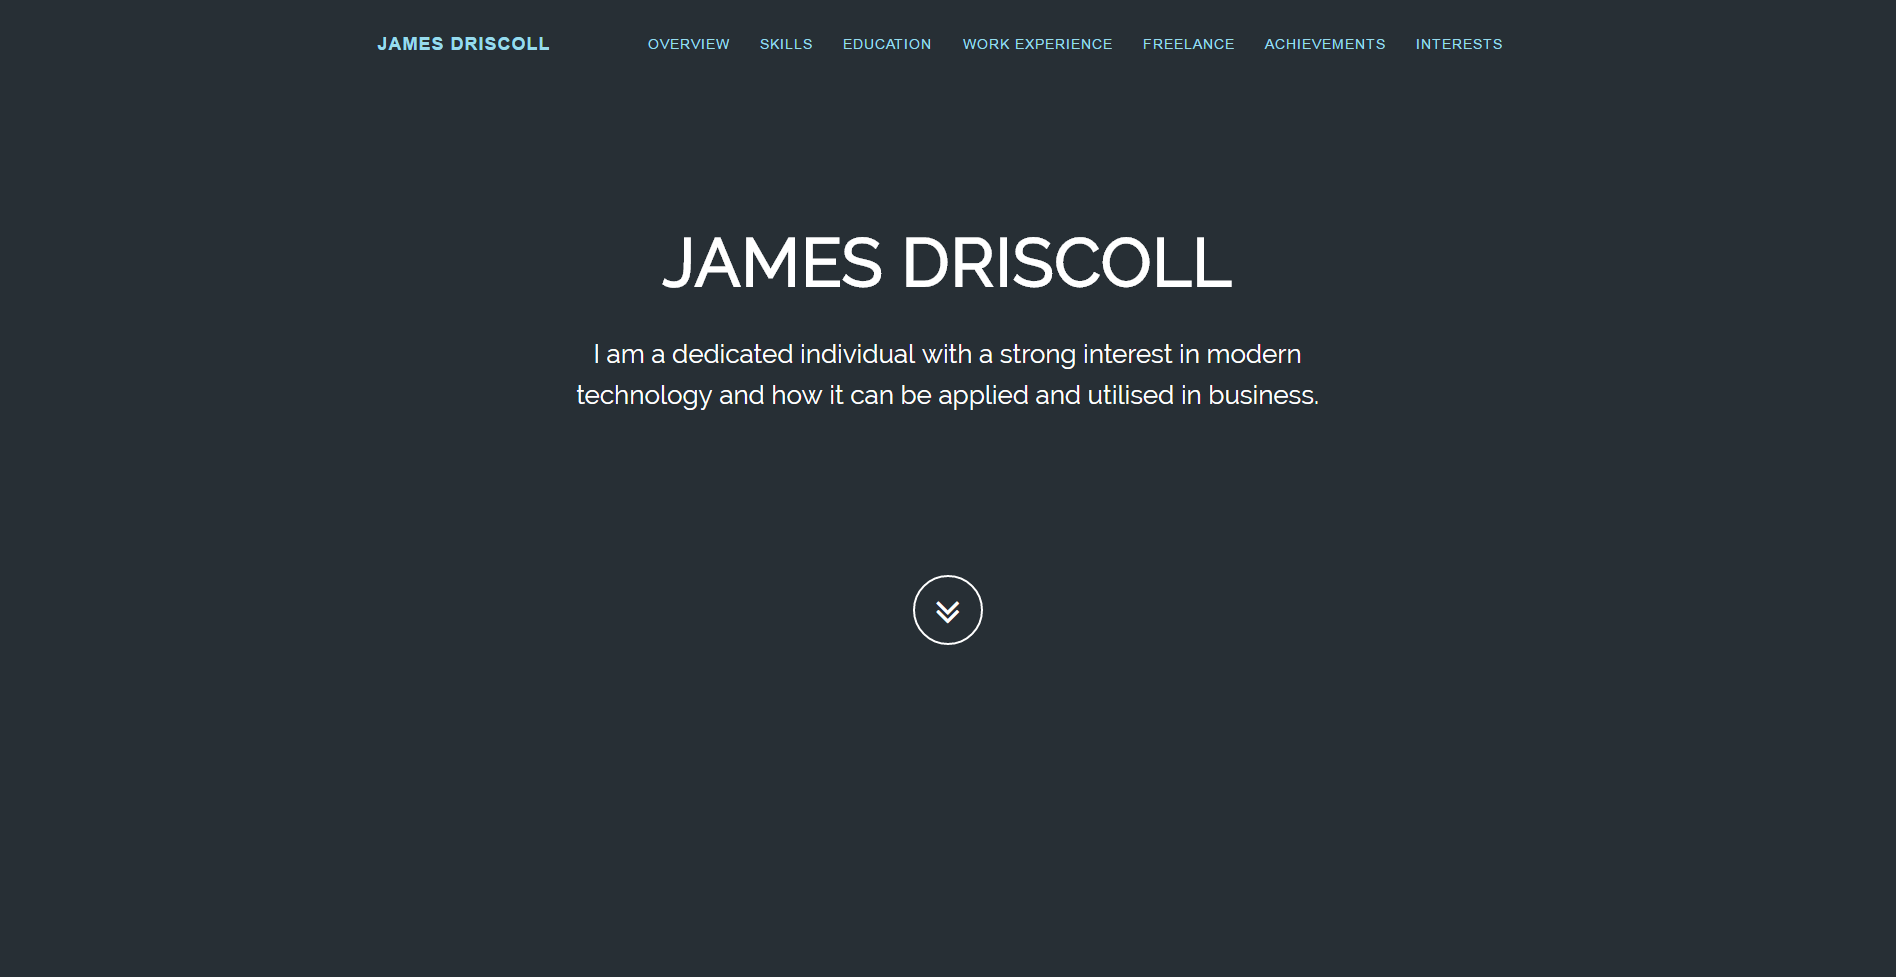 JAMES DRISCOLL
OVERVIEW SKILLS EDUCATION WORK EXPERIENCE FREELANCE ACHIEVEMENTS INTERESTS
JAMES DRISCOLL
I am a dedicated individual with a strong interest in modern
technology and how it can be applied and utilised in business.